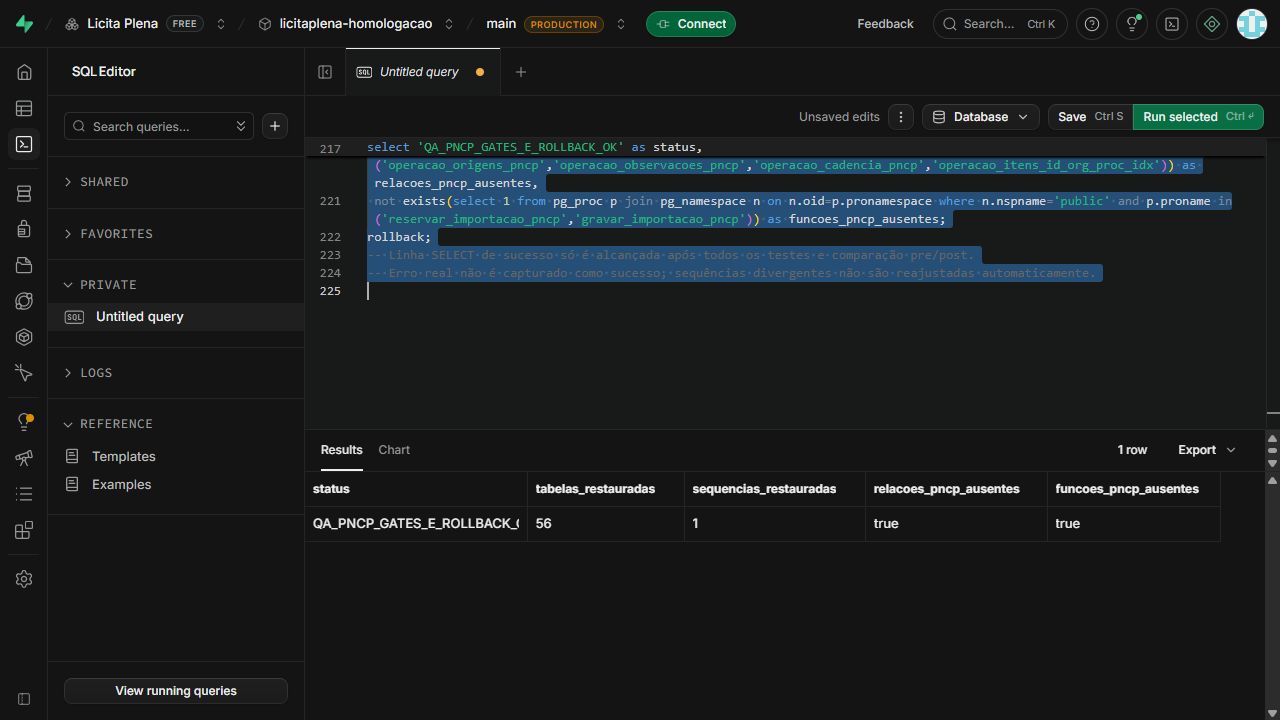 Licita Plena FREE / licitaplena-homologacao / main PRODUCTION Connect Feedback Search... Ctrl K
SQL Editor
SQL Untitled query
Search queries...
Unsaved edits Database Save Ctrl S Run selected Ctrl ⏎
SHARED
FAVORITES
PRIVATE
SQL Untitled query
LOGS
REFERENCE
Templates
Examples
View running queries
217 select 'QA_PNCP_GATES_E_ROLLBACK_OK' as status,
('operacao_origens_pncp','operacao_observacoes_pncp','operacao_cadencia_pncp','operacao_itens_id_org_proc_idx')) as
relacoes_pncp_ausentes,
221 not exists(select 1 from pg_proc p join pg_namespace n on n.oid=p.pronamespace where n.nspname='public' and p.proname in
('reservar_importacao_pncp','gravar_importacao_pncp')) as funcoes_pncp_ausentes;
222 rollback;
223 -- Linha SELECT de sucesso só é alcançada após todos os testes e comparação pre/post.
224 -- Erro real não é capturado como sucesso; sequências divergentes não são reajustadas automaticamente.
225
Results Chart 1 row Export
status tabelas_restauradas sequencias_restauradas relacoes_pncp_ausentes funcoes_pncp_ausentes
QA_PNCP_GATES_E_ROLLBACK_ 56 1 true true